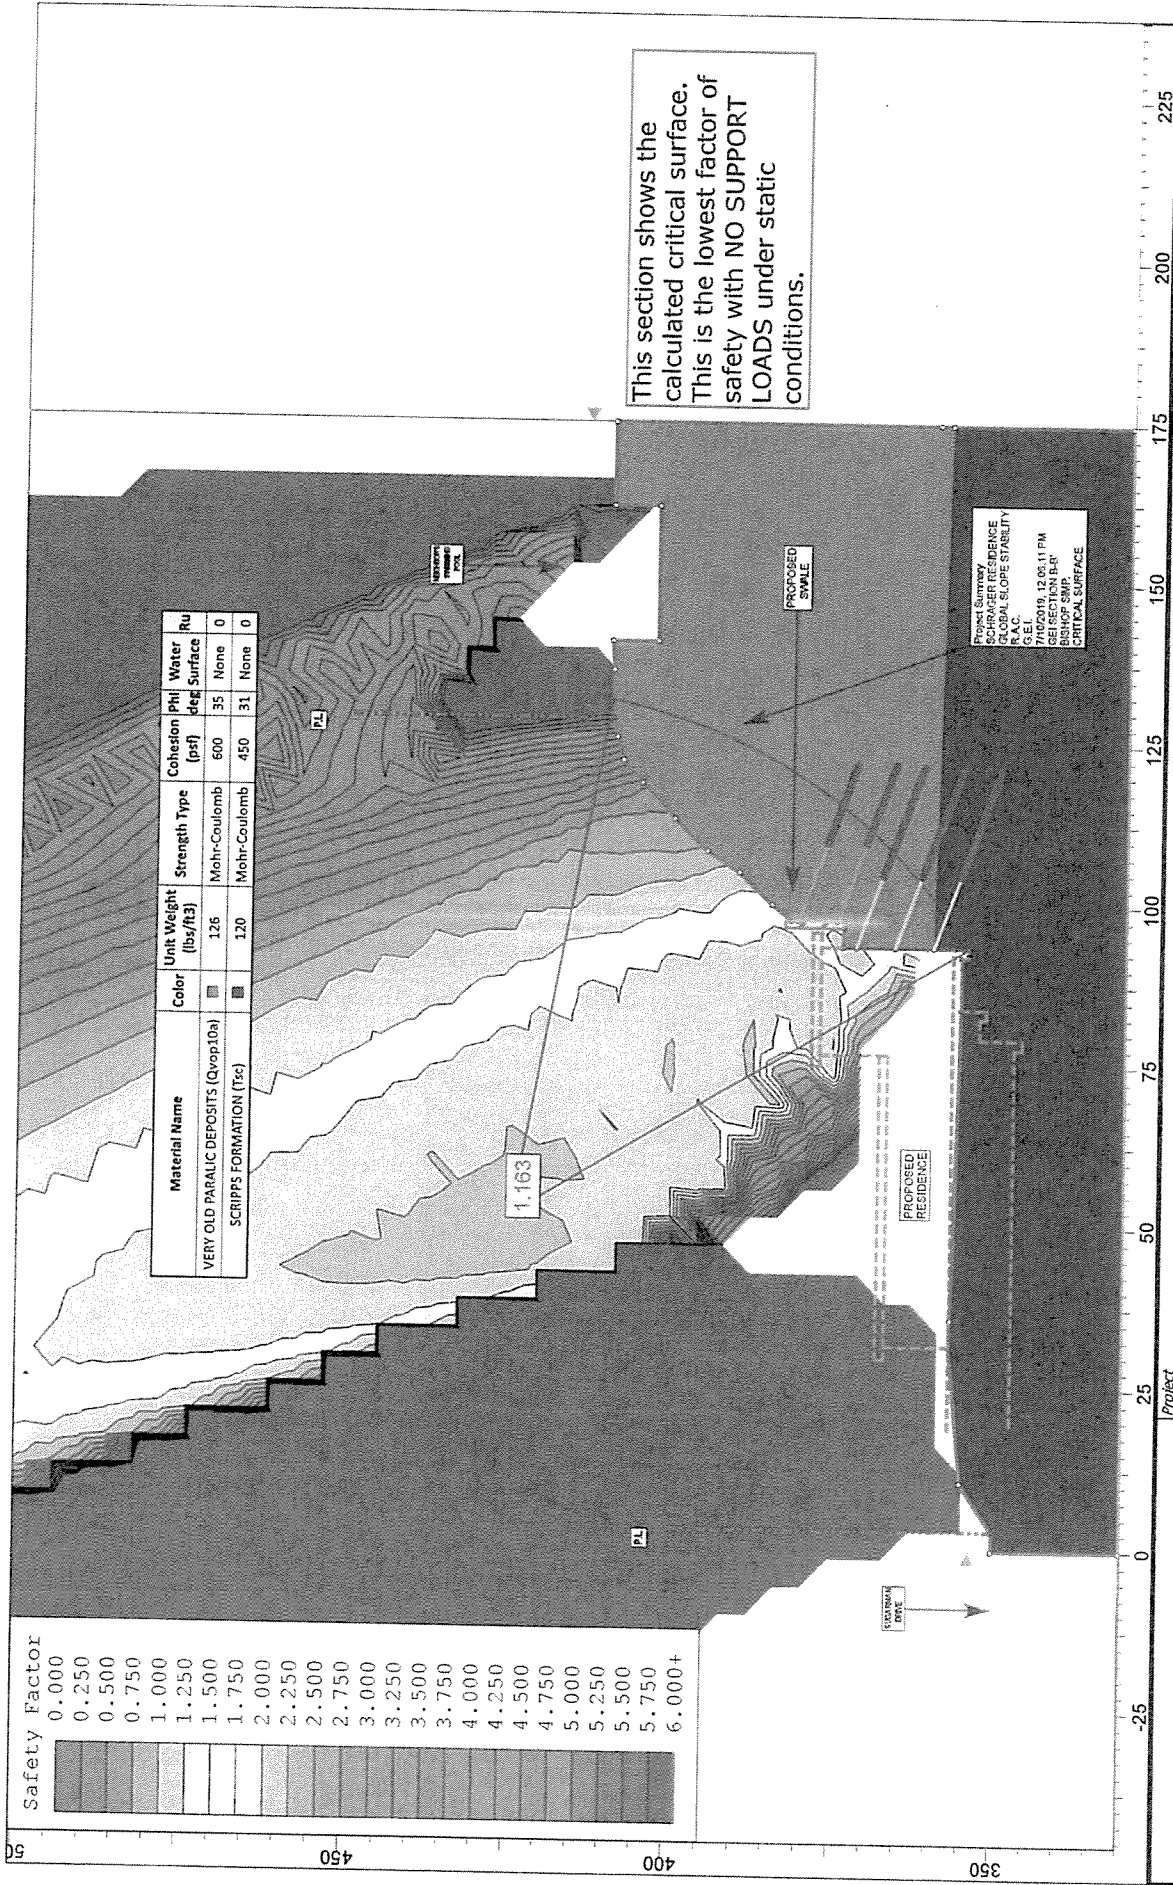 Safety Factor
0.000
0.250
0.500
0.750
1.000
1.250
1.500
1.750
2.000
2.250
2.500
2.750
3.000
3.250
3.500
3.750
4.000
4.250
4.500
4.750
5.000
5.250
5.500
5.750
6.000+
Material Name Color Unit Weight (lbs/ft3) Strength Type Cohesion (psf) Phi deg Water Surface Ru
VERY OLD PARALIC DEPOSITS (Qvop10a) 126 Mohr-Coulomb 600 35 None 0
SCRIPPS FORMATION (Tsc) 120 Mohr-Coulomb 450 31 None 0
P.L.
P.L.
1.163
This section shows the
calculated critical surface.
This is the lowest factor of
safety with NO SUPPORT
LOADS under static
conditions.
PROPOSED
SWALE
PROPOSED
RESIDENCE
DRIVE
POOL
Project Summary
SCHRAGER RESIDENCE
GLOBAL SLOPE STABILITY
R.A.C.
G.E.I.
7/10/2019, 12:05:11 PM
GEI SECTION B-B'
BISHOP SIMP.
CRITICAL SURFACE
450
400
350
-25
0
25
50
75
100
125
150
175
200
225
Project